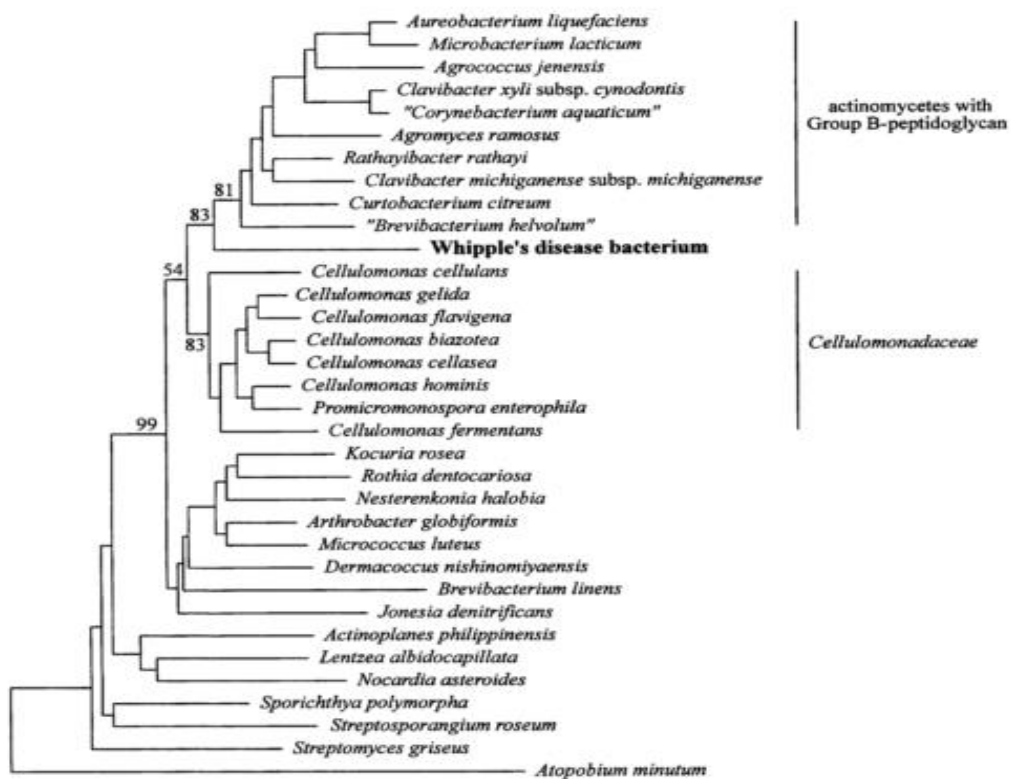 Aureobacterium liquefaciens
Microbacterium lacticum
Agrococcus jenensis
Clavibacter xyli subsp. cynodontis
"Corynebacterium aquaticum"
actinomycetes with
Group B-peptidoglycan
Agromyces ramosus
Rathayibacter rathayi
Clavibacter michiganense subsp. michiganense
81
Curtobacterium citreum
83
"Brevibacterium helvolum"
Whipple's disease bacterium
54
Cellulomonas cellulans
Cellulomonas gelida
Cellulomonas flavigena
83
Cellulomonas biazotea
Cellulomonadaceae
Cellulomonas cellasea
Cellulomonas hominis
Promicromonospora enterophila
99
Cellulomonas fermentans
Kocuria rosea
Rothia dentocariosa
Nesterenkonia halobia
Arthrobacter globiformis
Micrococcus luteus
Dermacoccus nishinomiyaensis
Brevibacterium linens
Jonesia denitrificans
Actinoplanes philippinensis
Lentzea albidocapillata
Nocardia asteroides
Sporichthya polymorpha
Streptosporangium roseum
Streptomyces griseus
Atopobium minutum